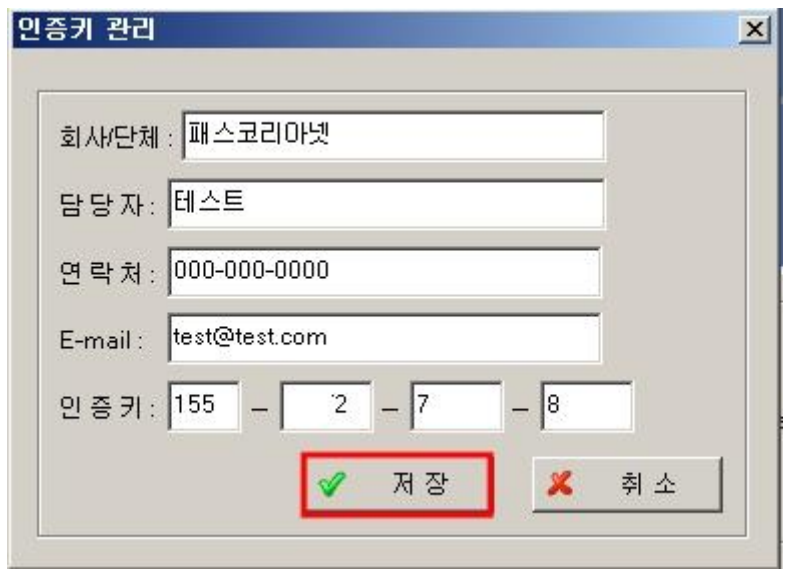 인증키 관리
회사/단체 : 패스코리아넷
담 당 자 : 테스트
연 락 처 : 000-000-0000
E-mail : test@test.com
인 증 키 : 155 – 2 – 7 – 8
저 장 취 소